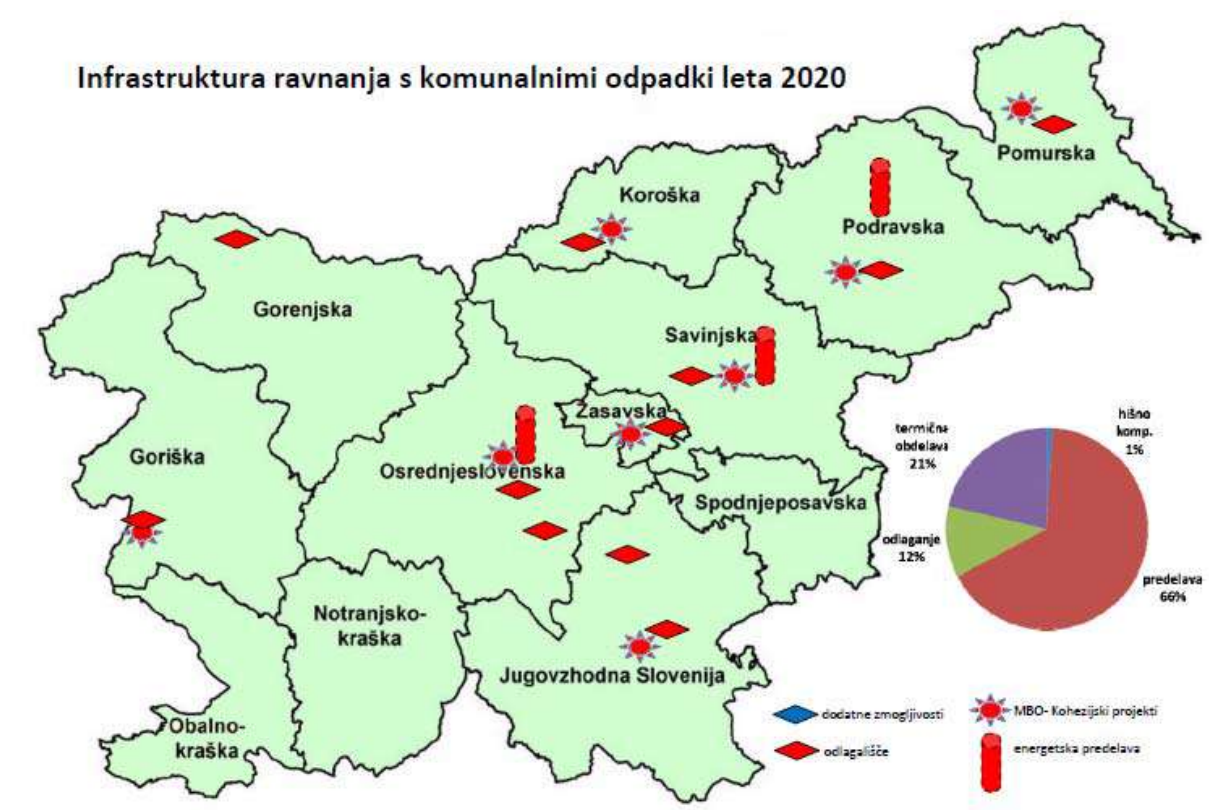 Infrastruktura ravnanja s komunalnimi odpadki leta 2020
Pomurska
Koroška
Podravska
Gorenjska
Savinjska
Zasavska
Goriška
Osrednjeslovenska
Spodnjeposavska
Notranjsko-
kraška
Jugovzhodna Slovenija
Obalno-
kraška
hišno
komp.
1%
termična
obdelava
21%
odlaganje
12%
predelava
66%
dodatne zmogljivosti
MBO- Kohezijski projekti
odlagališče
energetska predelava